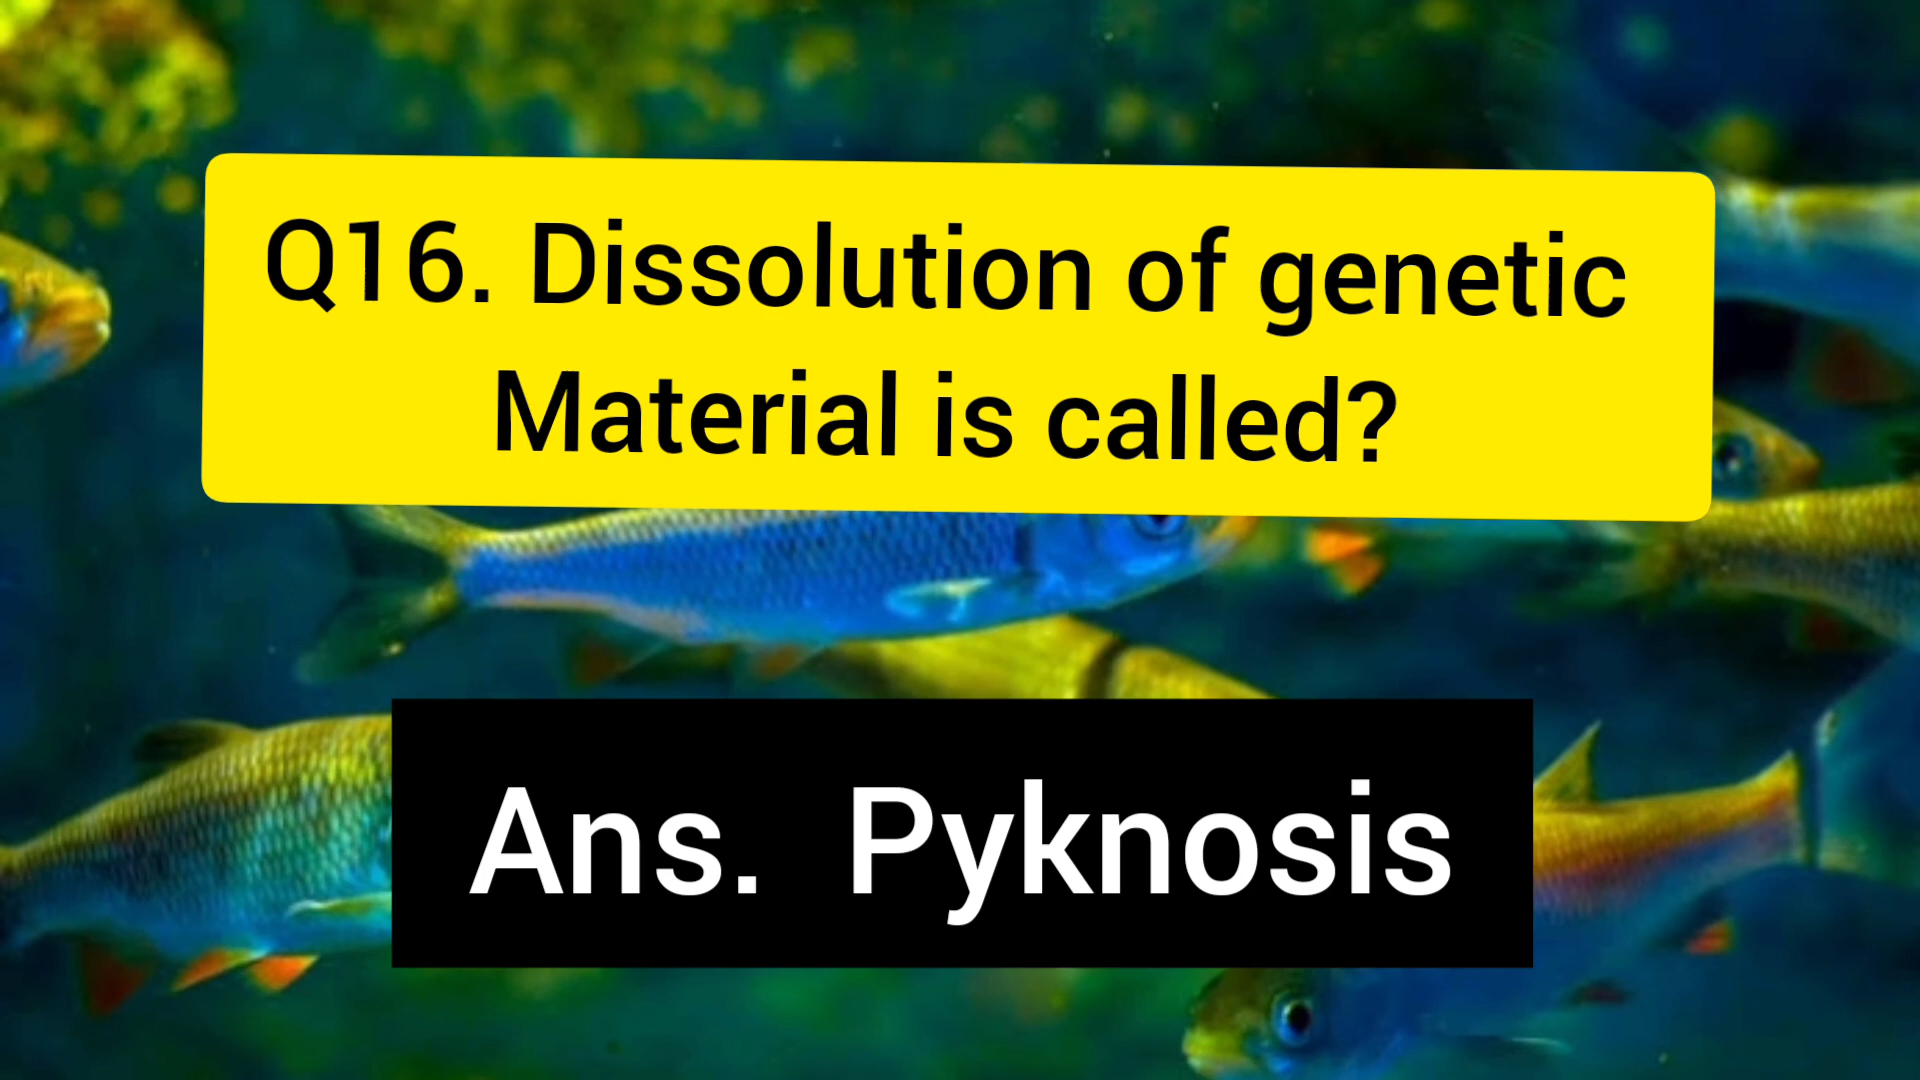 Q16. Dissolution of genetic
Material is called?
Ans. Pyknosis